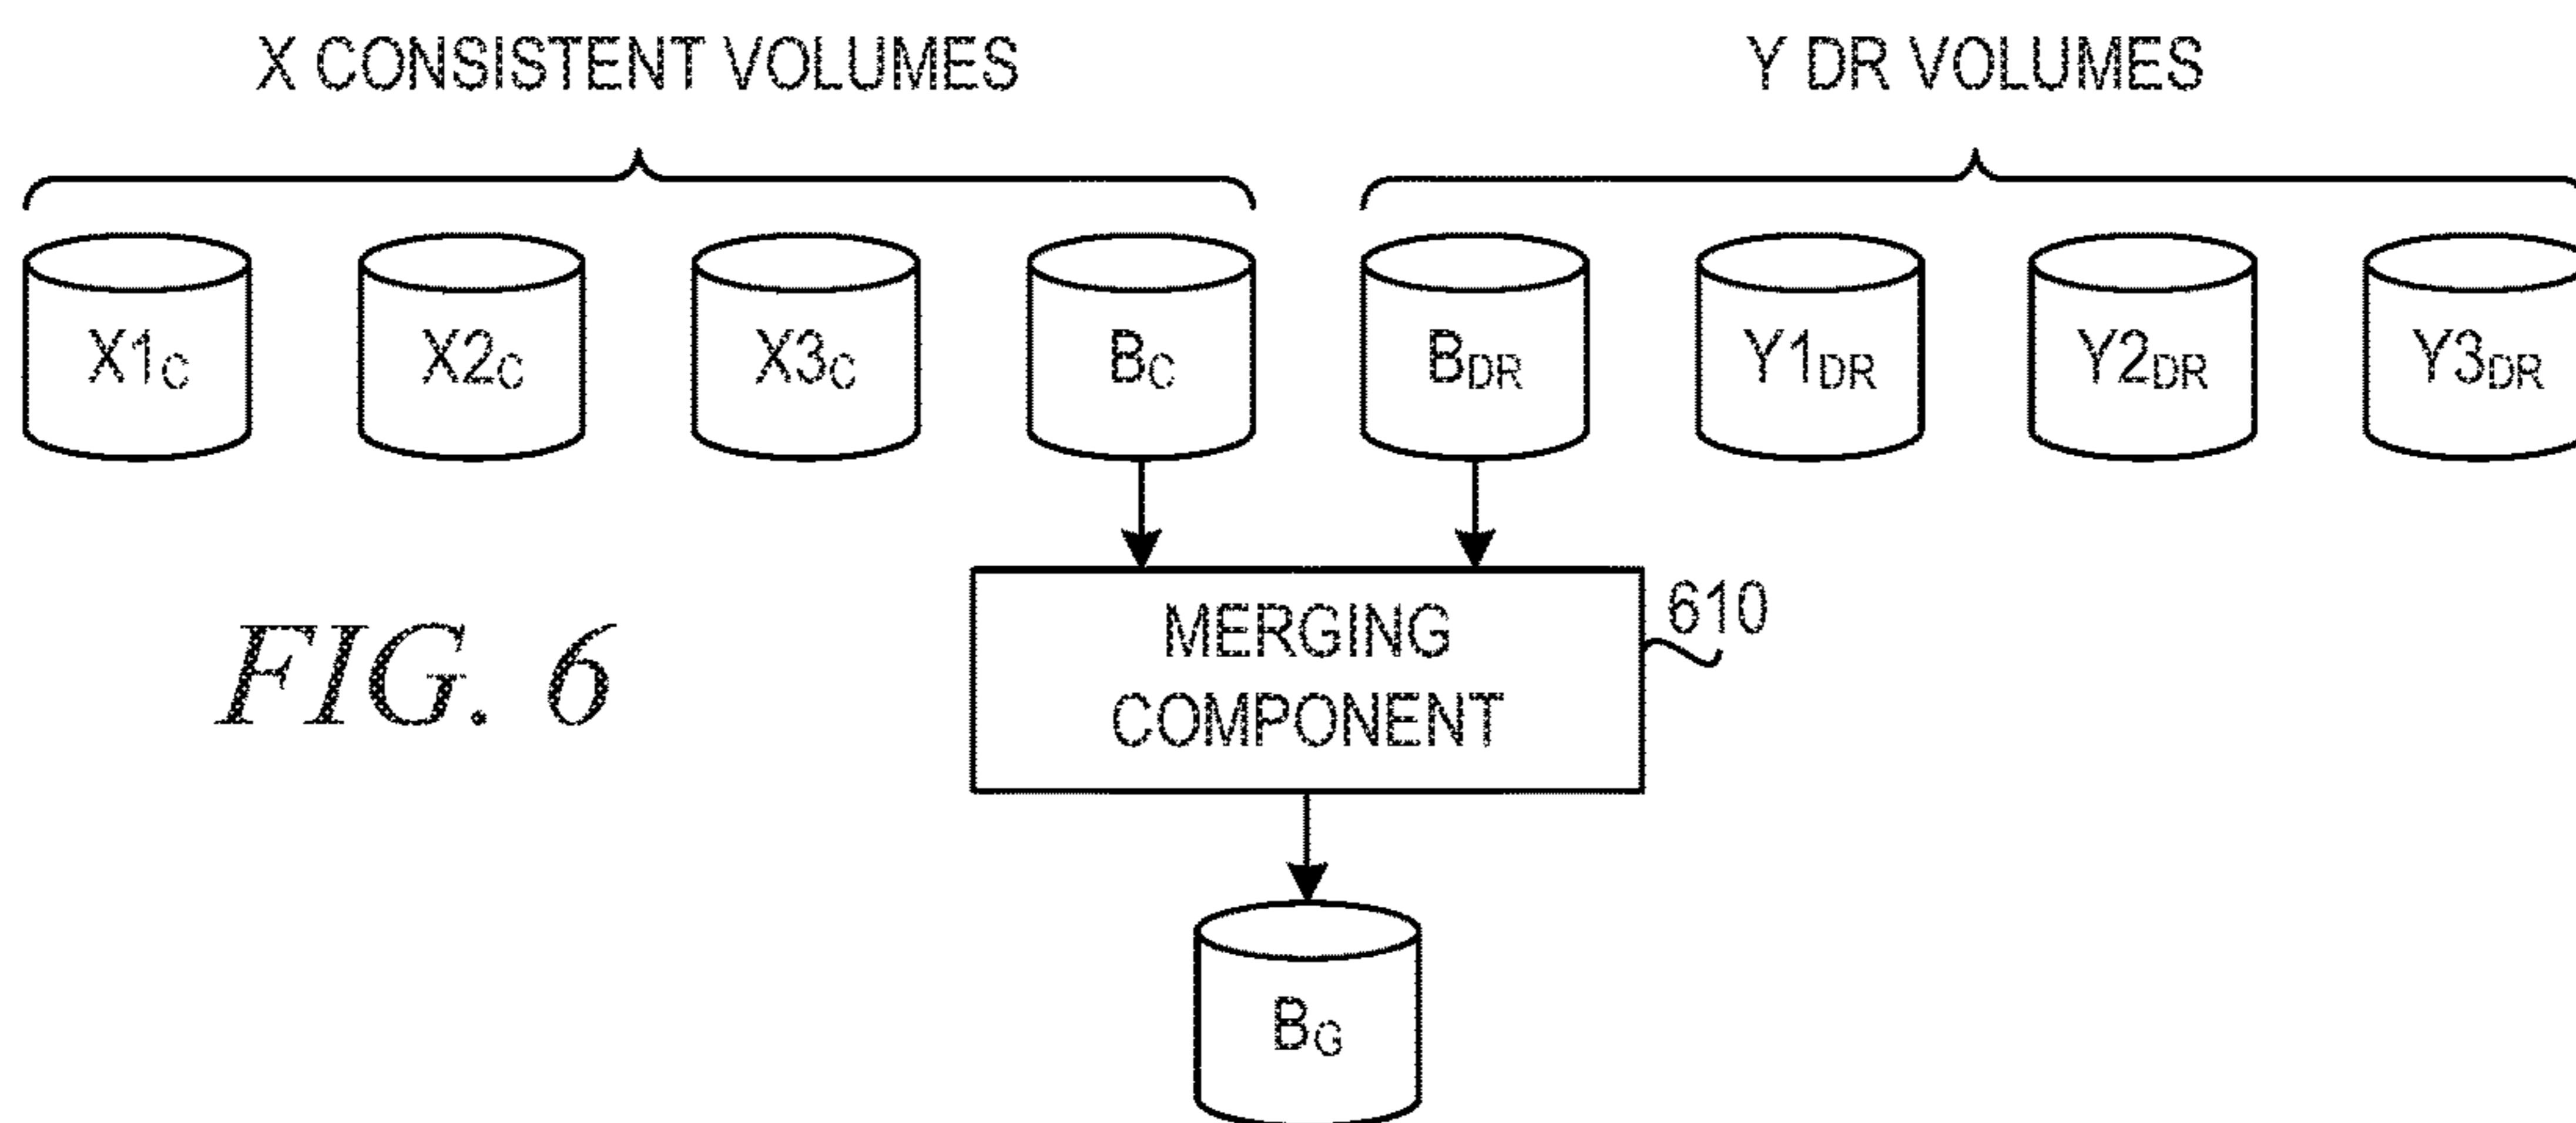 X CONSISTENT VOLUMES
Y DR VOLUMES
X1C
X2C
X3C
BC
BDR
Y1DR
Y2DR
Y3DR
MERGING
COMPONENT
610
FIG. 6
BG